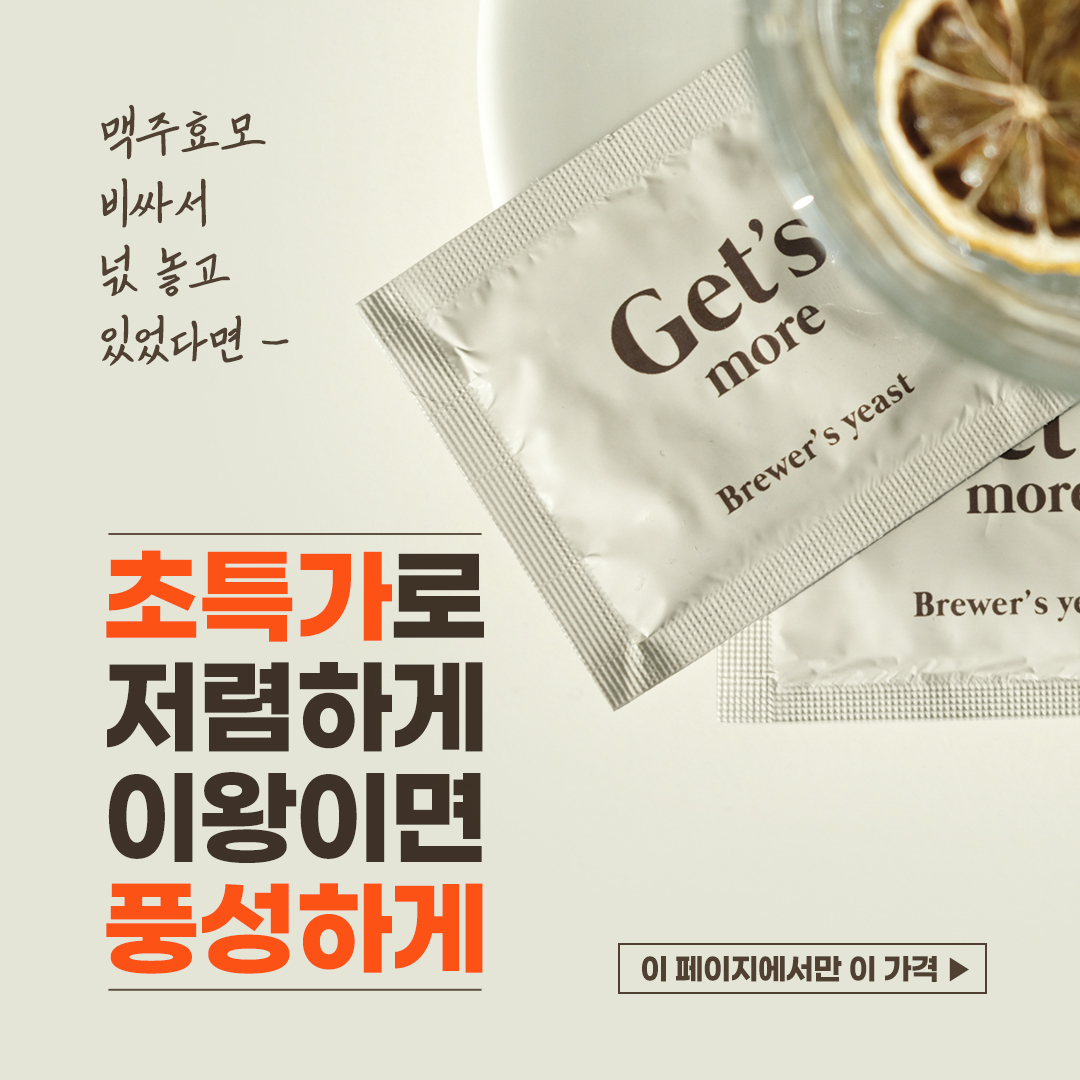 맥주효모
비싸서
넋 놓고
있었다면 –
Get's
more
Brewer's yeast
more
Brewer's
초특가로
저렴하게
이왕이면
풍성하게
이 페이지에서만 이 가격 ▶